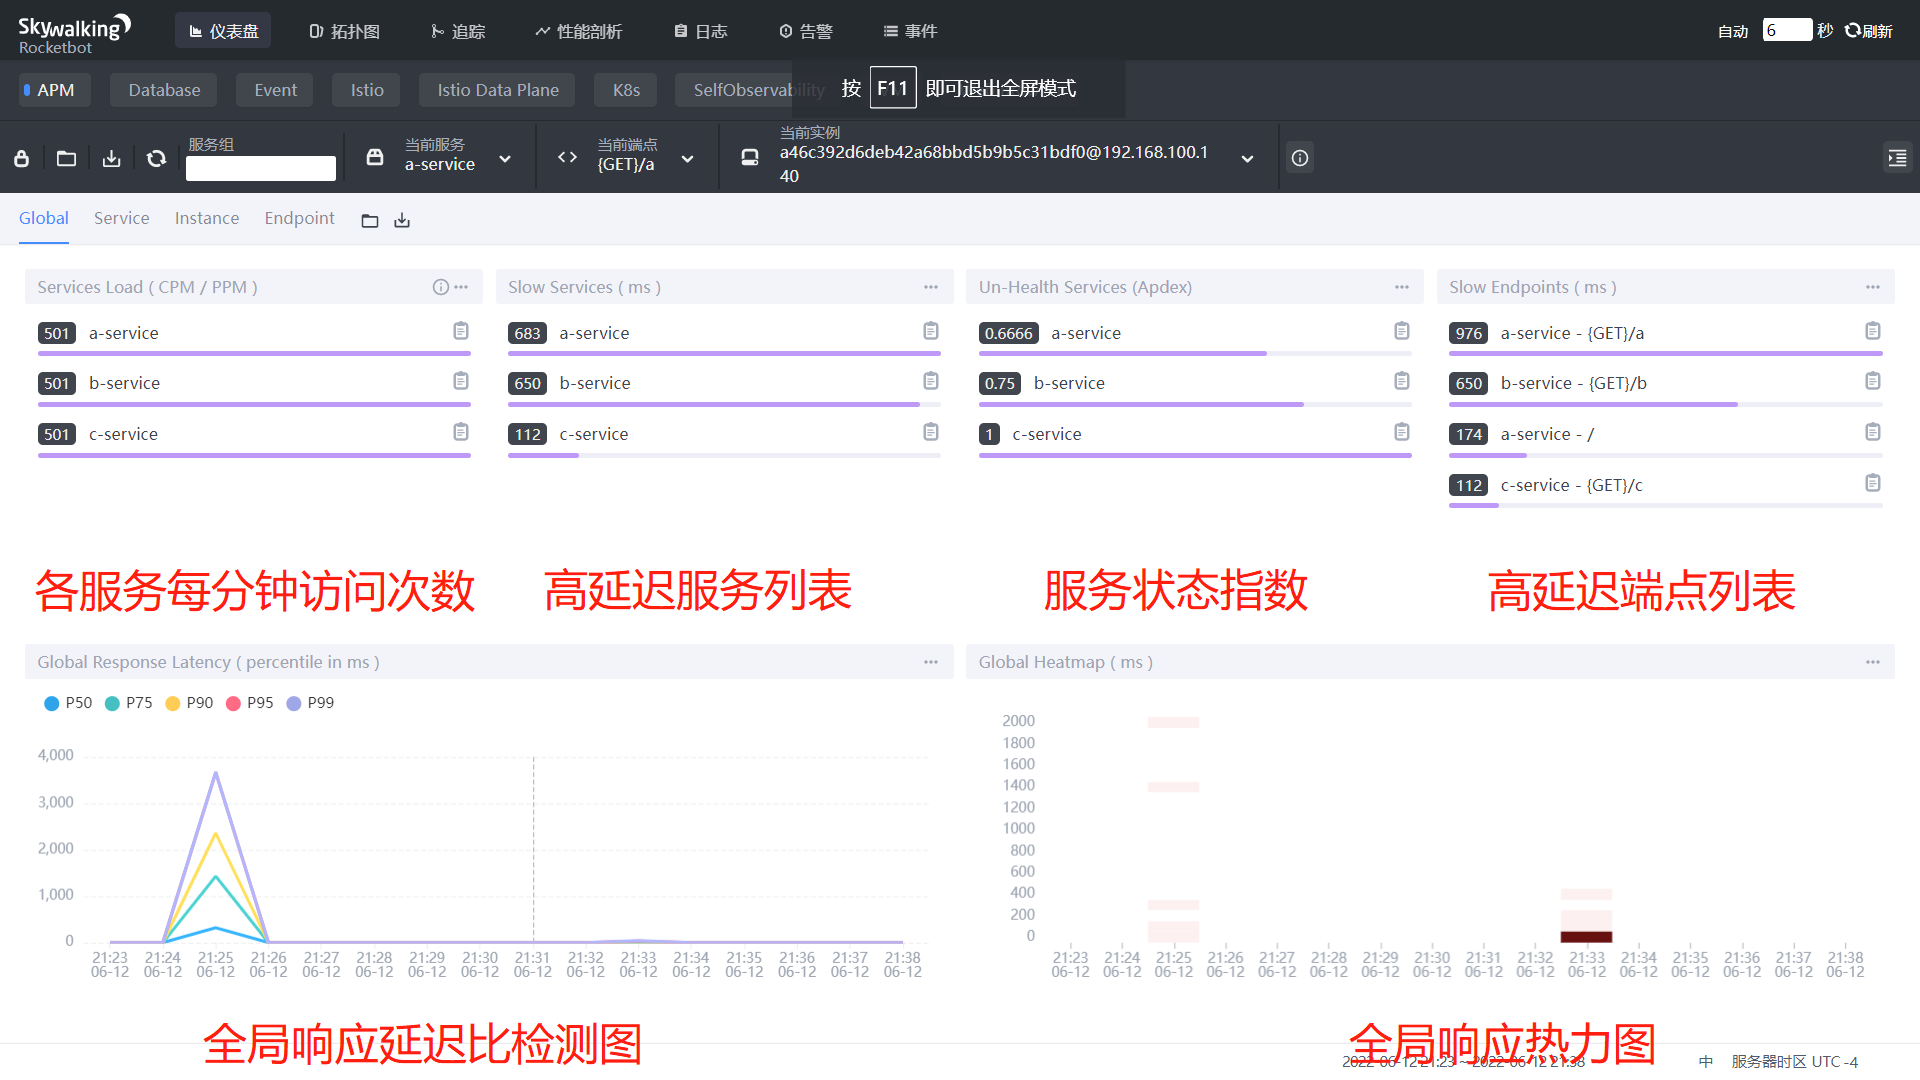 Skywalking
Rocketbot
仪表盘 拓扑图 追踪 性能剖析 日志 告警 事件
自动 6 秒 刷新
APM Database Event Istio Istio Data Plane K8s SelfObservability
按 F11 即可退出全屏模式
服务组
当前服务
a-service
当前端点
{GET}/a
当前实例
a46c392d6deb42a68bbd5b9b5c31bdf0@192.168.100.1
40
Global Service Instance Endpoint
Services Load ( CPM / PPM )
501 a-service
501 b-service
501 c-service
Slow Services ( ms )
683 a-service
650 b-service
112 c-service
Un-Health Services (Apdex)
0.6666 a-service
0.75 b-service
1 c-service
Slow Endpoints ( ms )
976 a-service - {GET}/a
650 b-service - {GET}/b
174 a-service - /
112 c-service - {GET}/c
各服务每分钟访问次数 高延迟服务列表 服务状态指数 高延迟端点列表
Global Response Latency ( percentile in ms )
P50 P75 P90 P95 P99
4,000
3,000
2,000
1,000
0
21:23 21:24 21:25 21:26 21:27 21:28 21:29 21:30 21:31 21:32 21:33 21:34 21:35 21:36 21:37 21:38
06-12 06-12 06-12 06-12 06-12 06-12 06-12 06-12 06-12 06-12 06-12 06-12 06-12 06-12 06-12 06-12
Global Heatmap ( ms )
2000
1800
1600
1400
1200
1000
800
600
400
200
0
21:23 21:24 21:25 21:26 21:27 21:28 21:29 21:30 21:31 21:32 21:33 21:34 21:35 21:36 21:37 21:38
06-12 06-12 06-12 06-12 06-12 06-12 06-12 06-12 06-12 06-12 06-12 06-12 06-12 06-12 06-12 06-12
全局响应延迟比检测图 全局响应热力图
2022-06-12 21:23 ~ 2022-06-12 21:38 中 服务器时区 UTC -4